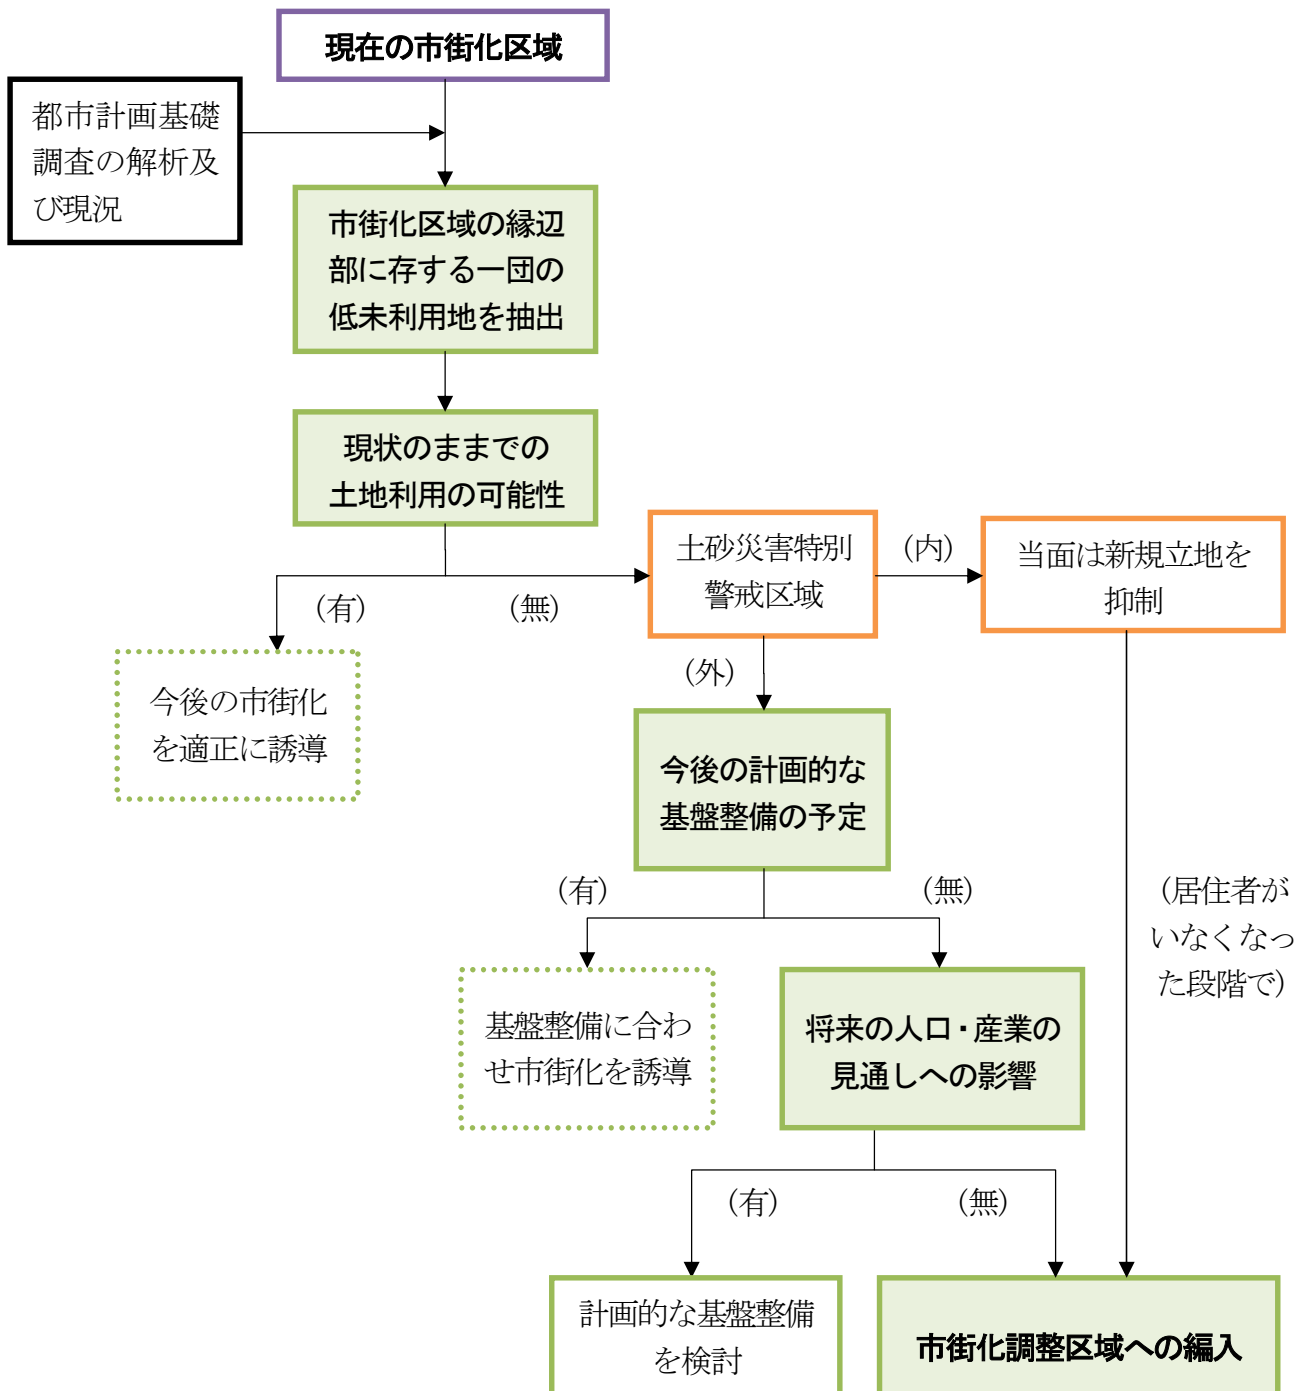 現在の市街化区域
都市計画基礎
調査の解析及
び現況
市街化区域の縁辺
部に存する一団の
低未利用地を抽出
現状のままでの
土地利用の可能性
(有)
(無)
土砂災害特別
警戒区域
(内)
当面は新規立地を
抑制
今後の市街化
を適正に誘導
(外)
今後の計画的な
基盤整備の予定
(有)
(無)
(居住者が
いなくなっ
た段階で)
基盤整備に合わ
せ市街化を誘導
将来の人口・産業の
見通しへの影響
(有)
(無)
計画的な基盤整備
を検討
市街化調整区域への編入